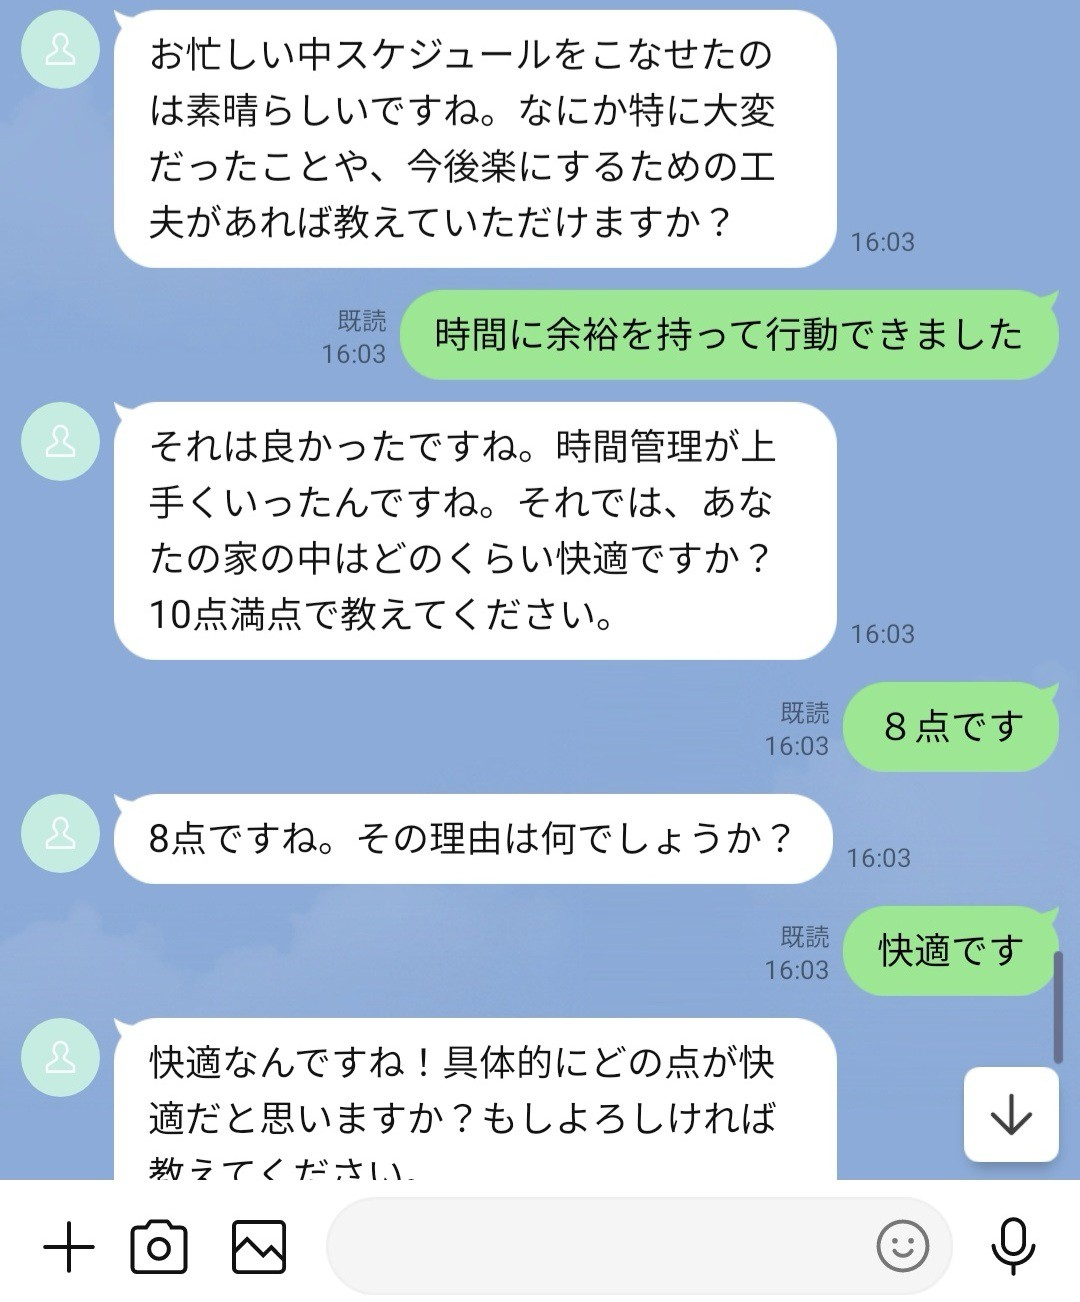 お忙しい中スケジュールをこなせたの
は素晴らしいですね。なにか特に大変
だったことや、今後楽にするための工
夫があれば教えていただけますか？
16:03
既読
16:03
時間に余裕を持って行動できました
それは良かったですね。時間管理が上
手くいったんですね。それでは、あな
たの家の中はどのくらい快適ですか？
10点満点で教えてください。
16:03
既読
16:03
８点です
8点ですね。その理由は何でしょうか？
16:03
既読
16:03
快適です
快適なんですね！具体的にどの点が快
適だと思いますか？もしよろしければ
教えてください。